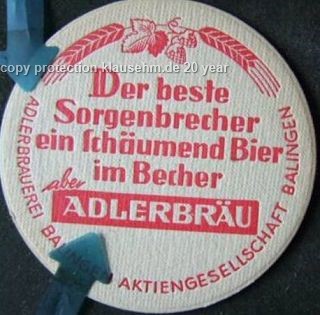 copy protection klausehm.de 20 year
Der beste
Sorgenbrecher
ein schäumend Bier
im Becher
aber
ADLERBRÄU
ADLERBRAUEREI BALINGEN AKTIENGESELLSCHAFT BALINGEN